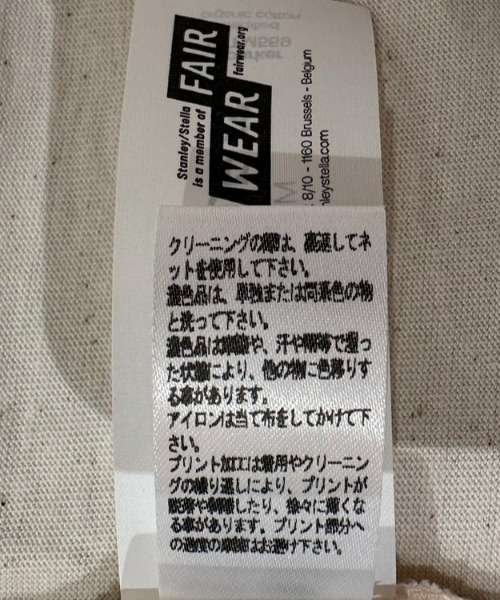 Stanley/Stella
is a member of
FAIR
WEAR
fairwear.org
8/10 - 1160 Brussels - Belgium
nleystella.com
クリーニングの際は、裏返してネ
ットを使用して下さい。
濃色品は、単独または同系色の物
と洗って下さい。
濃色品は摩擦や、汗や雨等で湿っ
た状態により、他の物に色移りす
る事があります。
アイロンは当て布をしてかけて下
さい。
プリント加工は着用やクリーニン
グの繰り返しにより、プリントが
脱落や剥離したり、徐々に薄くな
る事があります。プリント部分へ
の過度の摩擦はお避け下さい。